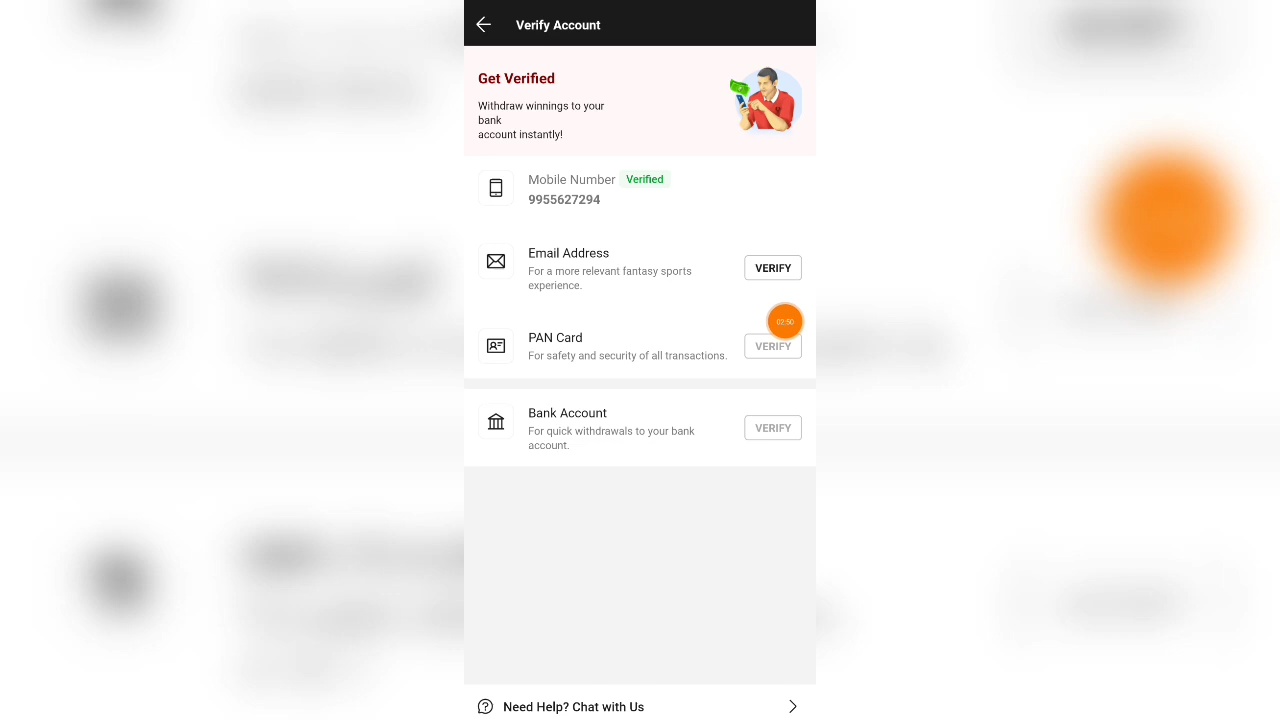 Verify Account
Get Verified
Withdraw winnings to your
bank
account instantly!
Mobile Number Verified
9955627294
Email Address
For a more relevant fantasy sports
experience.
VERIFY
02:50
PAN Card
For safety and security of all transactions.
VERIFY
Bank Account
For quick withdrawals to your bank
account.
VERIFY
Need Help? Chat with Us